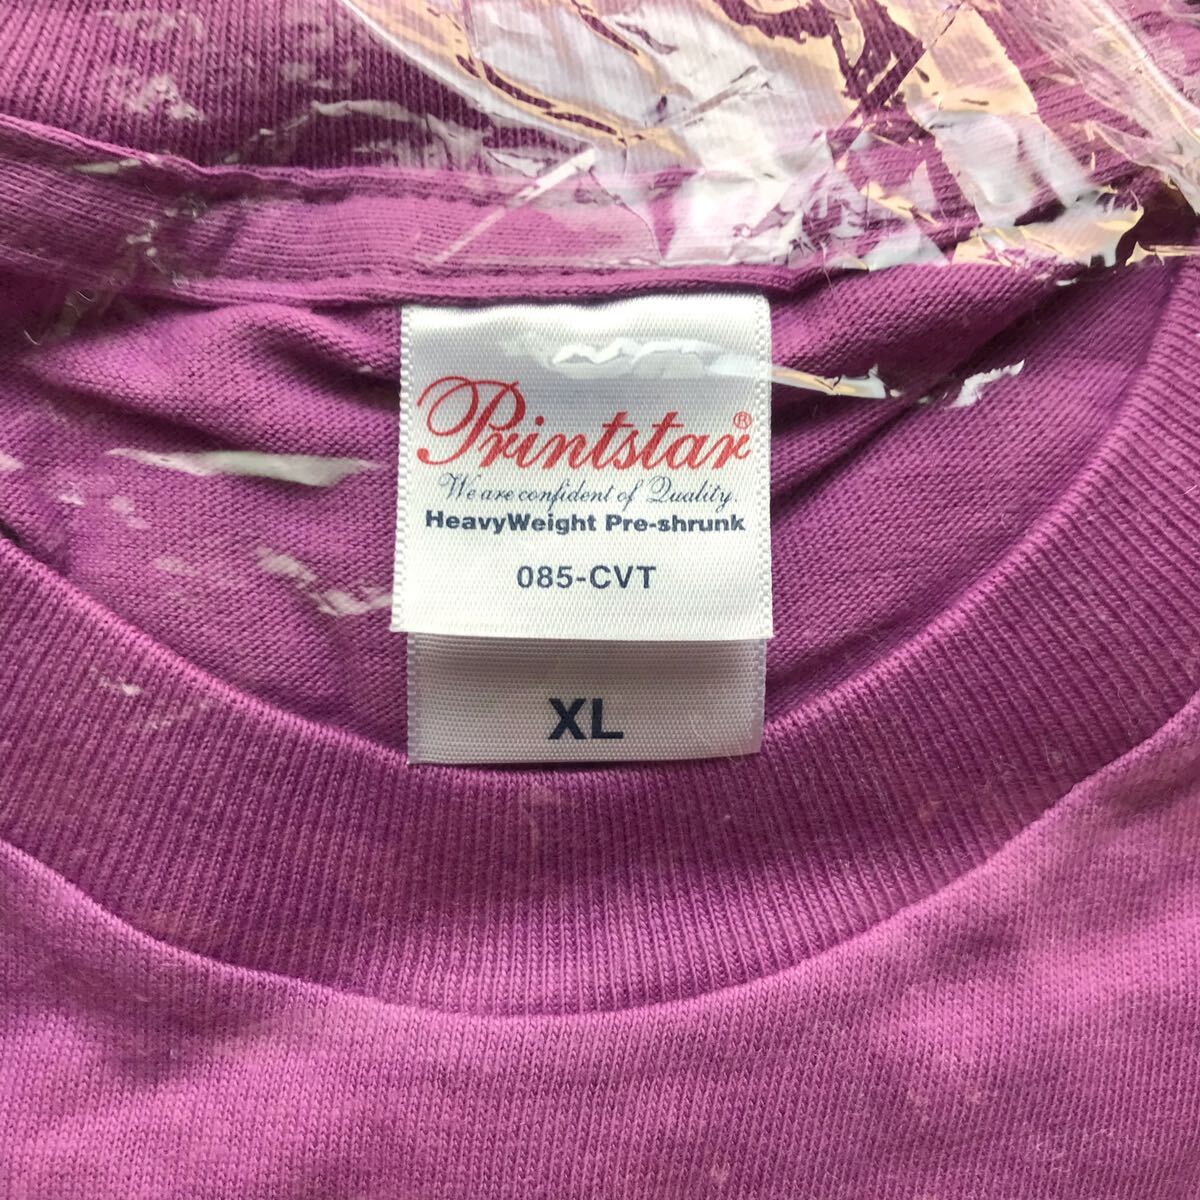 Printstar®
We are confident of Quality.
HeavyWeight Pre-shrunk
085-CVT
XL